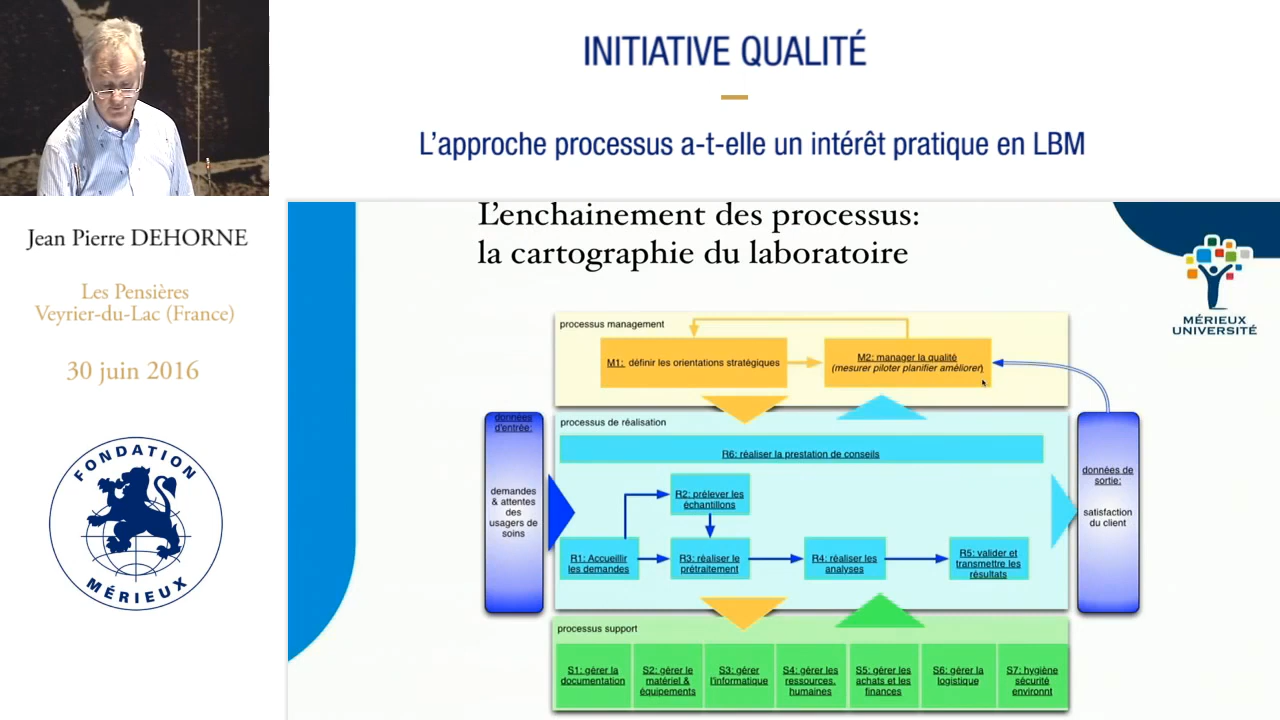 INITIATIVE QUALITÉ
L'approche processus a-t-elle un intérêt pratique en LBM
Jean Pierre DEHORNE
Les Pensières
Veyrier-du-Lac (France)
30 juin 2016
FONDATION
MÉRIEUX
L'enchainement des processus:
la cartographie du laboratoire
MÉRIEUX
UNIVERSITÉ
processus management
M1: définir les orientations stratégiques
M2: manager la qualité
(mesurer piloter planifier améliorer)
données
d'entrée:
demandes
& attentes
des
usagers de
soins
processus de réalisation
R6: réaliser la prestation de conseils
R2: prélever les
échantillons
R1: Accueillir
les demandes
R3: réaliser le
prétraitement
R4: réaliser les
analyses
R5: valider et
transmettre les
résultats
données de
sortie:
satisfaction
du client
processus support
S1: gérer la
documentation
S2: gérer le
matériel &
équipements
S3: gérer
l'informatique
S4: gérer les
ressources.
humaines
S5: gérer les
achats et les
finances
S6: gérer la
logistique
S7: hygiène
sécurité
environnt